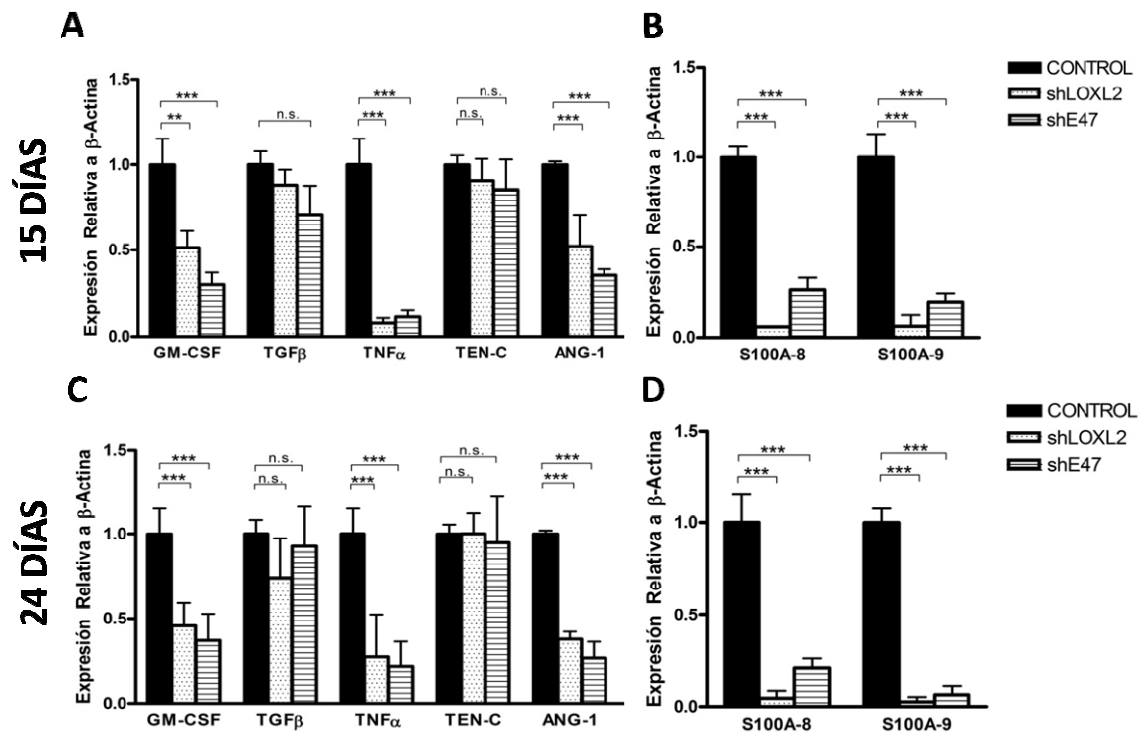 A
15 DÍAS
Expresión Relativa a β-Actina
1.5
1.0
0.5
0.0
***
**
n.s.
***
***
n.s.
n.s.
***
***
GM-CSF TGFβ TNFα TEN-C ANG-1
B
1.5
1.0
0.5
0.0
***
***
***
***
S100A-8 S100A-9
CONTROL
shLOXL2
shE47
C
24 DÍAS
Expresión Relativa a β-Actina
1.5
1.0
0.5
0.0
***
***
n.s.
n.s.
***
***
n.s.
n.s.
***
***
GM-CSF TGFβ TNFα TEN-C ANG-1
D
Expresión Relativa a β-Actina
1.5
1.0
0.5
0.0
***
***
***
***
S100A-8 S100A-9
CONTROL
shLOXL2
shE47
Expresión Relativa a β-Actina